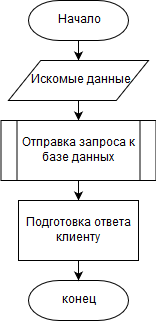 Начало
Искомые данные
Отправка запроса к
базе данных
Подготовка ответа
клиенту
конец